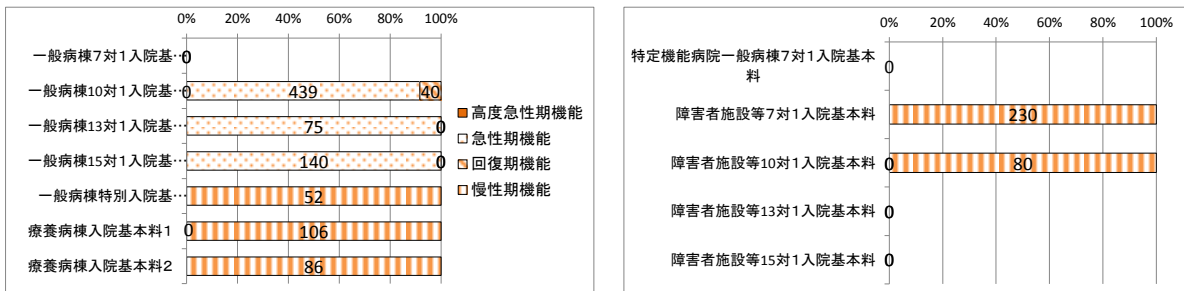 0% 20% 40% 60% 80% 100%
一般病棟7対1入院基… 0
一般病棟10対1入院基… 0 439 40
一般病棟13対1入院基… 75 0
一般病棟15対1入院基… 140 0
一般病棟特別入院基… 52
療養病棟入院基本料1 0 106
療養病棟入院基本料2 86
高度急性期機能
急性期機能
回復期機能
慢性期機能
0% 20% 40% 60% 80% 100%
特定機能病院一般病棟7対1入院基本
料 0
障害者施設等7対1入院基本料 230
障害者施設等10対1入院基本料 0 80
障害者施設等13対1入院基本料 0
障害者施設等15対1入院基本料 0